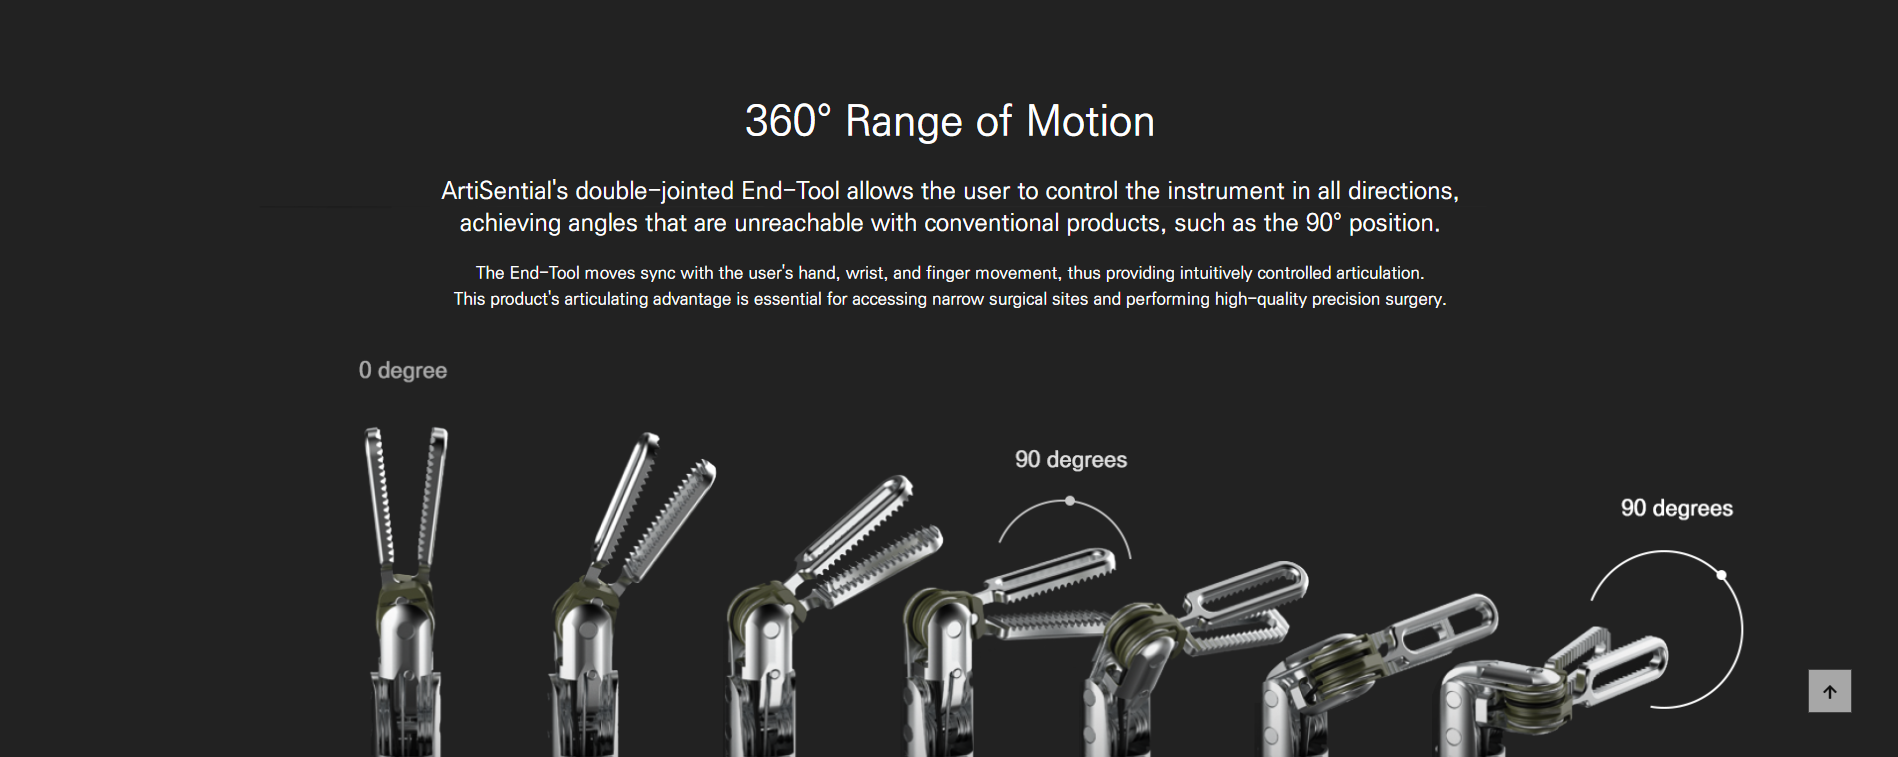 360° Range of Motion
ArtiSential's double-jointed End-Tool allows the user to control the instrument in all directions,
achieving angles that are unreachable with conventional products, such as the 90° position.
The End-Tool moves sync with the user's hand, wrist, and finger movement, thus providing intuitively controlled articulation.
This product's articulating advantage is essential for accessing narrow surgical sites and performing high-quality precision surgery.
0 degree
90 degrees
90 degrees